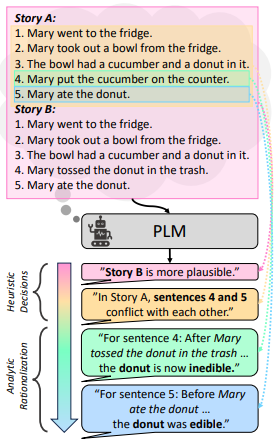 Story A:
1. Mary went to the fridge.
2. Mary took out a bowl from the fridge.
3. The bowl had a cucumber and a donut in it.
4. Mary put the cucumber on the counter.
5. Mary ate the donut.
Story B:
1. Mary went to the fridge.
2. Mary took out a bowl from the fridge.
3. The bowl had a cucumber and a donut in it.
4. Mary tossed the donut in the trash.
5. Mary ate the donut.
PLM
Heuristic
Decisions
"Story B is more plausible."
"In Story A, sentences 4 and 5
conflict with each other."
Analytic
Rationalization
"For sentence 4: After Mary
tossed the donut in the trash ...
the donut is now inedible."
"For sentence 5: Before Mary
ate the donut ...
the donut was edible."